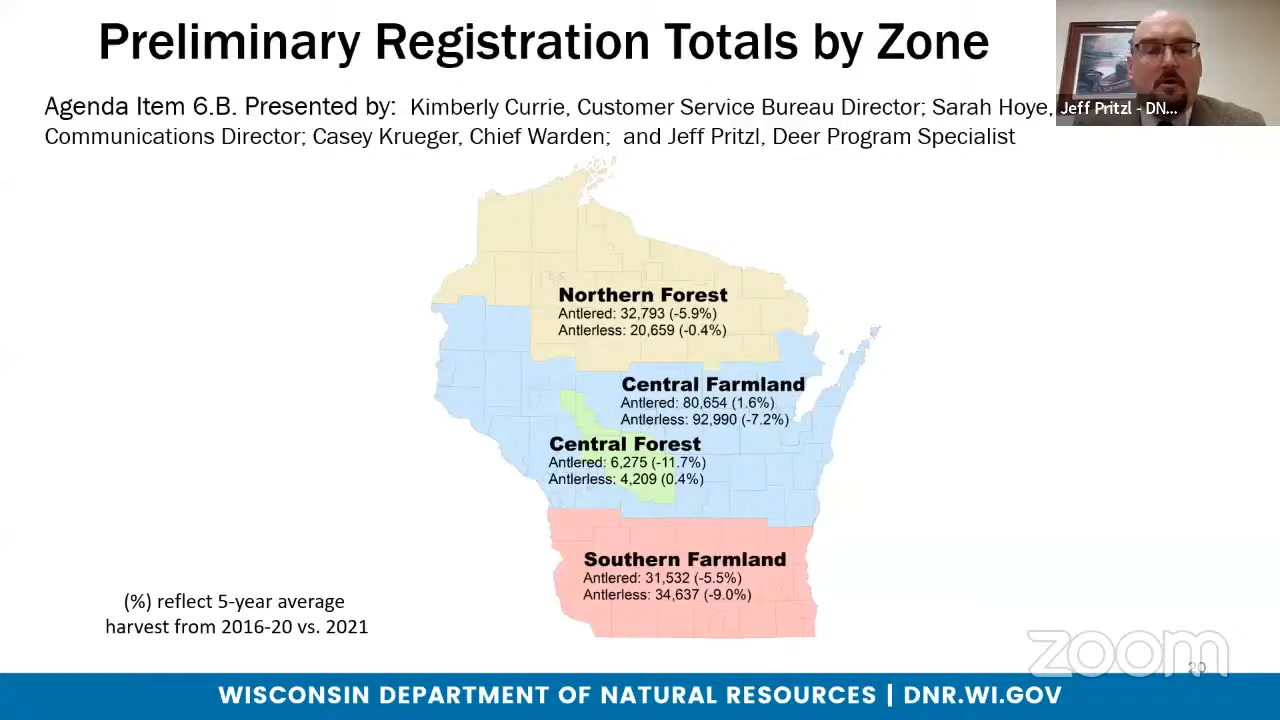 Preliminary Registration Totals by Zone
Agenda Item 6.B. Presented by: Kimberly Currie, Customer Service Bureau Director; Sarah Hoye,
Communications Director; Casey Krueger, Chief Warden; and Jeff Pritzl, Deer Program Specialist
Jeff Pritzl - DN...
Northern Forest
Antlered: 32,793 (-5.9%)
Antlerless: 20,659 (-0.4%)
Central Farmland
Antlered: 80,654 (1.6%)
Antlerless: 92,990 (-7.2%)
Central Forest
Antlered: 6,275 (-11.7%)
Antlerless: 4,209 (0.4%)
Southern Farmland
Antlered: 31,532 (-5.5%)
Antlerless: 34,637 (-9.0%)
(%) reflect 5-year average
harvest from 2016-20 vs. 2021
zoom
20
WISCONSIN DEPARTMENT OF NATURAL RESOURCES | DNR.WI.GOV